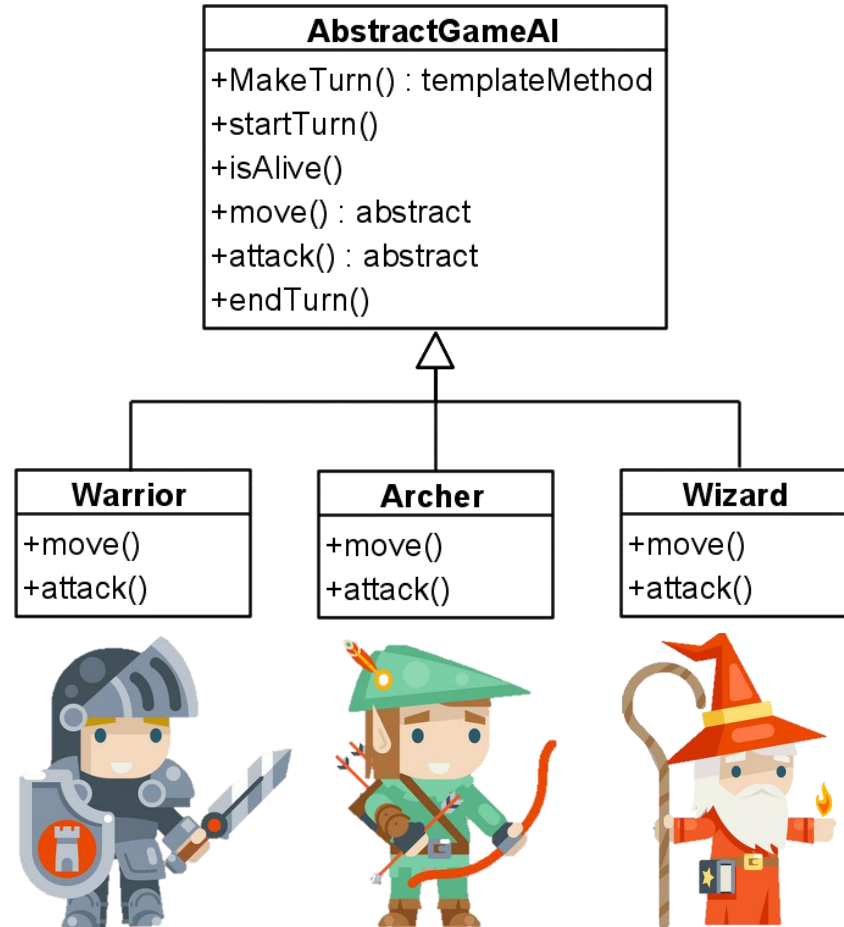 AbstractGameAI
+MakeTurn() : templateMethod
+startTurn()
+isAlive()
+move() : abstract
+attack() : abstract
+endTurn()
Warrior
+move()
+attack()
Archer
+move()
+attack()
Wizard
+move()
+attack()